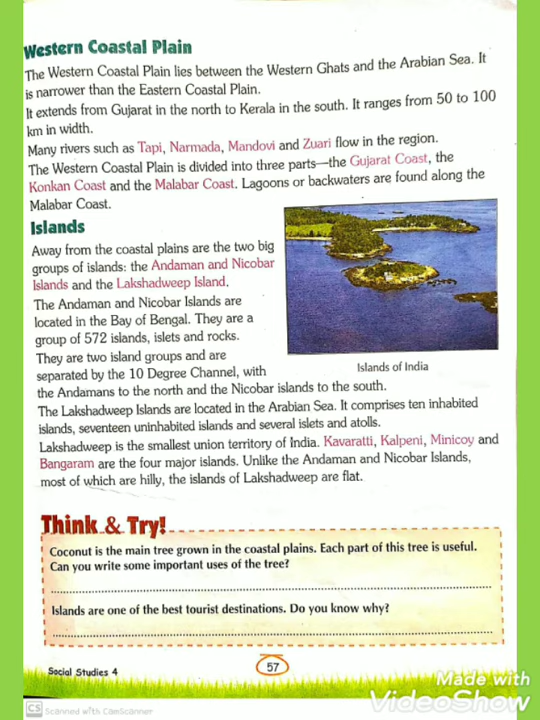 Western Coastal Plain
The Western Coastal Plain lies between the Western Ghats and the Arabian Sea. It
is narrower than the Eastern Coastal Plain.
It extends from Gujarat in the north to Kerala in the south. It ranges from 50 to 100
km in width.
Many rivers such as Tapi, Narmada, Mandovi and Zuari flow in the region.
The Western Coastal Plain is divided into three parts—the Gujarat Coast, the
Konkan Coast and the Malabar Coast. Lagoons or backwaters are found along the
Malabar Coast.
Islands
Away from the coastal plains are the two big
groups of islands: the Andaman and Nicobar
Islands and the Lakshadweep Island.
The Andaman and Nicobar Islands are
located in the Bay of Bengal. They are a
group of 572 islands, islets and rocks.
They are two island groups and are
separated by the 10 Degree Channel, with
the Andamans to the north and the Nicobar islands to the south.
Islands of India
The Lakshadweep Islands are located in the Arabian Sea. It comprises ten inhabited
islands, seventeen uninhabited islands and several islets and atolls.
Lakshadweep is the smallest union territory of India. Kavaratti, Kalpeni, Minicoy and
Bangaram are the four major islands. Unlike the Andaman and Nicobar Islands,
most of which are hilly, the islands of Lakshadweep are flat.
Think & Try!
Coconut is the main tree grown in the coastal plains. Each part of this tree is useful.
Can you write some important uses of the tree?
Islands are one of the best tourist destinations. Do you know why?
Social Studies 4
57
Made with
VideoShow
CS Scanned with CamScanner